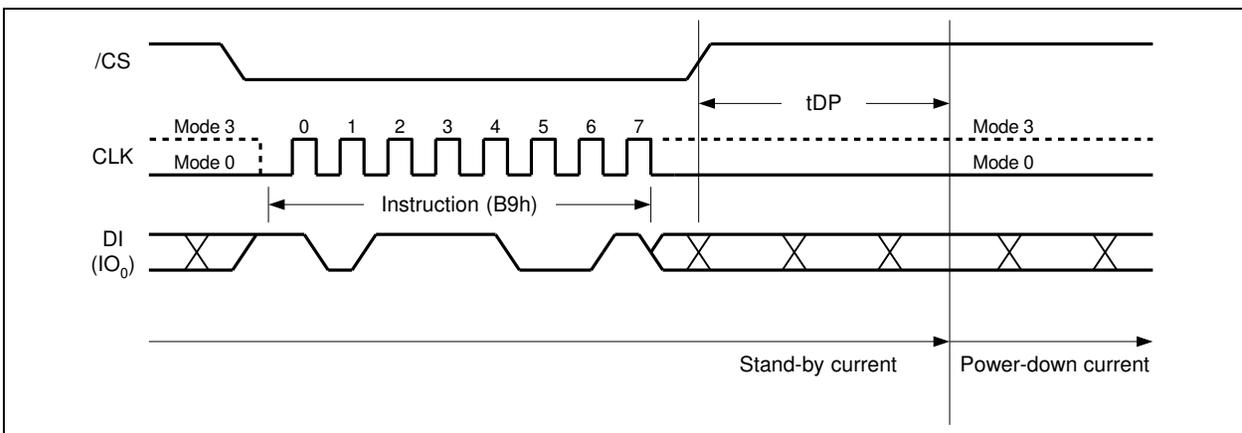 /CS
tDP
Mode 3 0 1 2 3 4 5 6 7 Mode 3
CLK
Mode 0 Mode 0
Instruction (B9h)
DI
(IO0)
Stand-by current Power-down current